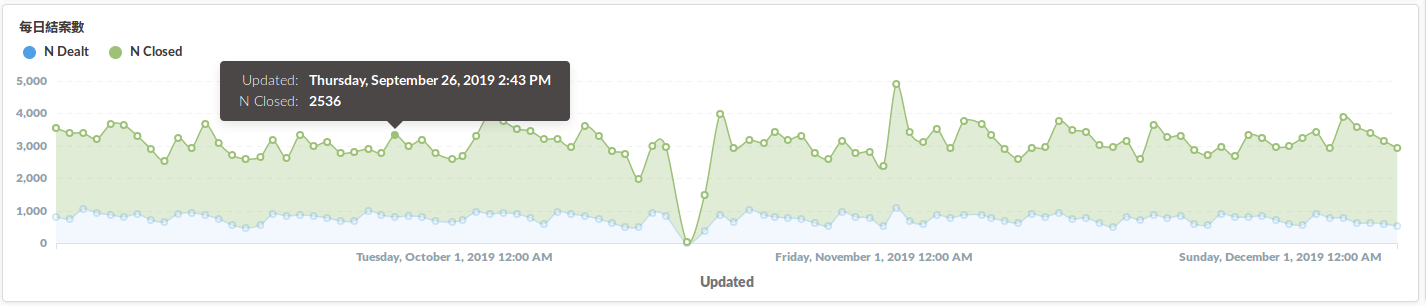 每日結案數
N Dealt N Closed
Updated: Thursday, September 26, 2019 2:43 PM
N Closed: 2536
5,000
4,000
3,000
2,000
1,000
0
Tuesday, October 1, 2019 12:00 AM Friday, November 1, 2019 12:00 AM Sunday, December 1, 2019 12:00 AM
Updated